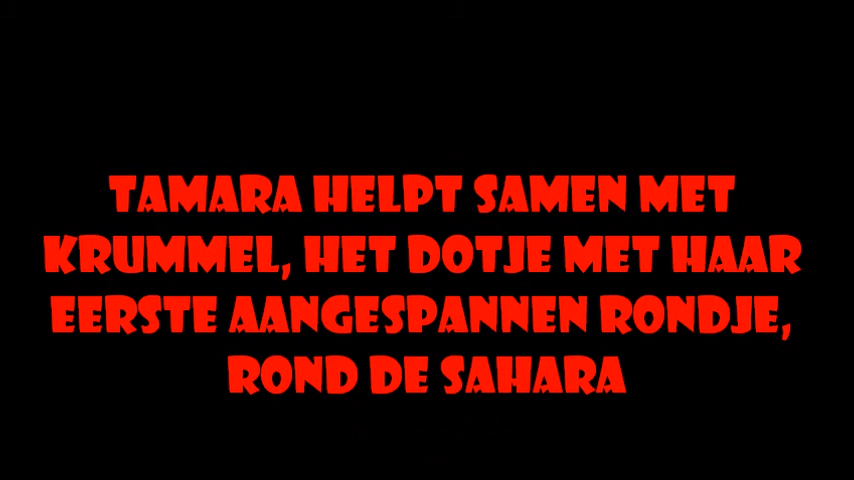 TAMARA HELPT SAMEN MET
KRUMMEL, HET DOTJE MET HAAR
EERSTE AANGESPANNEN RONDJE,
ROND DE SAHARA